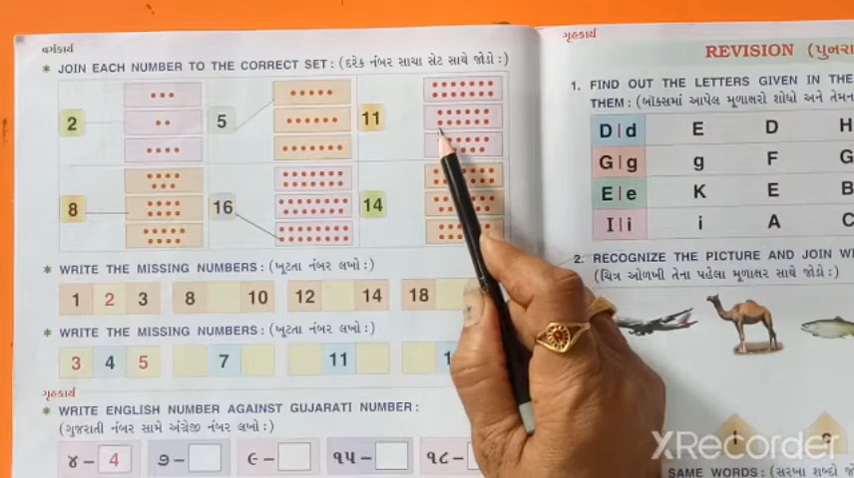 વર્ગકાર્ય
* JOIN EACH NUMBER TO THE CORRECT SET: (દરેક નંબર સાચા સેટ સાથે જોડો:)
2 5 11
8 16 14
* WRITE THE MISSING NUMBERS: (ખૂટતા નંબર લખો:)
1 2 3 8 10 12 14 18
* WRITE THE MISSING NUMBERS: (ખૂટતા નંબર લખો:)
3 4 5 7 11
ગૃહકાર્ય
* WRITE ENGLISH NUMBER AGAINST GUJARATI NUMBER:
(ગુજરાતી નંબર સામે અંગ્રેજી નંબર લખો:)
૪ – 4 ૭ – ૯ – ૧૫ – ૧૮ –
ગૃહકાર્ય
REVISION
1. FIND OUT THE LETTERS GIVEN IN THE
THEM: (બૉક્સમાં આપેલ મૂળાક્ષરો શોધો અને તેમન
D | d E D H
G | g g F G
E | e K E B
I | i i A C
2. RECOGNIZE THE PICTURE AND JOIN
(ચિત્ર ઓળખી તેના પહેલા મૂળાક્ષર સાથે જોડો:)
SAME WORDS: (સરખા શબ્દો
XRecorder